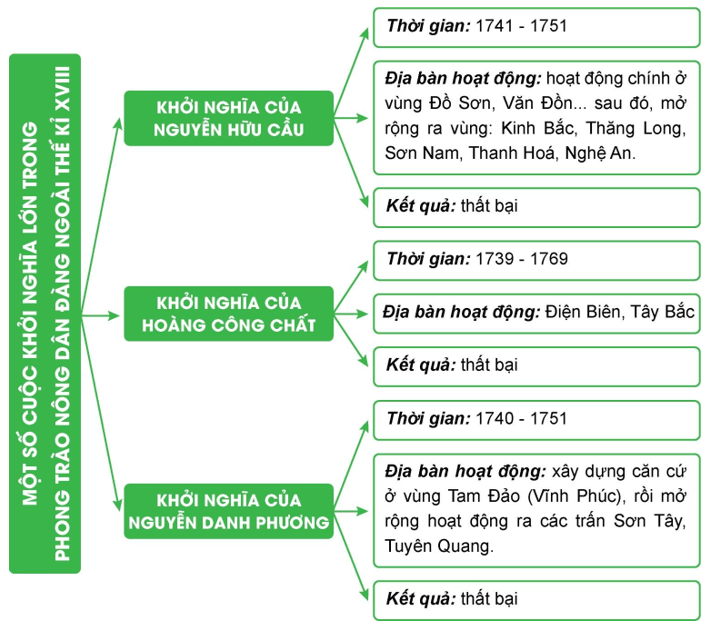 MỘT SỐ CUỘC KHỞI NGHĨA LỚN TRONG
PHONG TRÀO NÔNG DÂN ĐÀNG NGOÀI THẾ KỈ XVIII
KHỞI NGHĨA CỦA
NGUYỄN HỮU CẦU
Thời gian: 1741 - 1751
Địa bàn hoạt động: hoạt động chính ở
vùng Đồ Sơn, Văn Đồn... sau đó, mở
rộng ra vùng: Kinh Bắc, Thăng Long,
Sơn Nam, Thanh Hoá, Nghệ An.
Kết quả: thất bại
KHỞI NGHĨA CỦA
HOÀNG CÔNG CHẤT
Thời gian: 1739 - 1769
Địa bàn hoạt động: Điện Biên, Tây Bắc
Kết quả: thất bại
KHỞI NGHĨA CỦA
NGUYỄN DANH PHƯƠNG
Thời gian: 1740 - 1751
Địa bàn hoạt động: xây dựng căn cứ
ở vùng Tam Đảo (Vĩnh Phúc), rồi mở
rộng hoạt động ra các trấn Sơn Tây,
Tuyên Quang.
Kết quả: thất bại